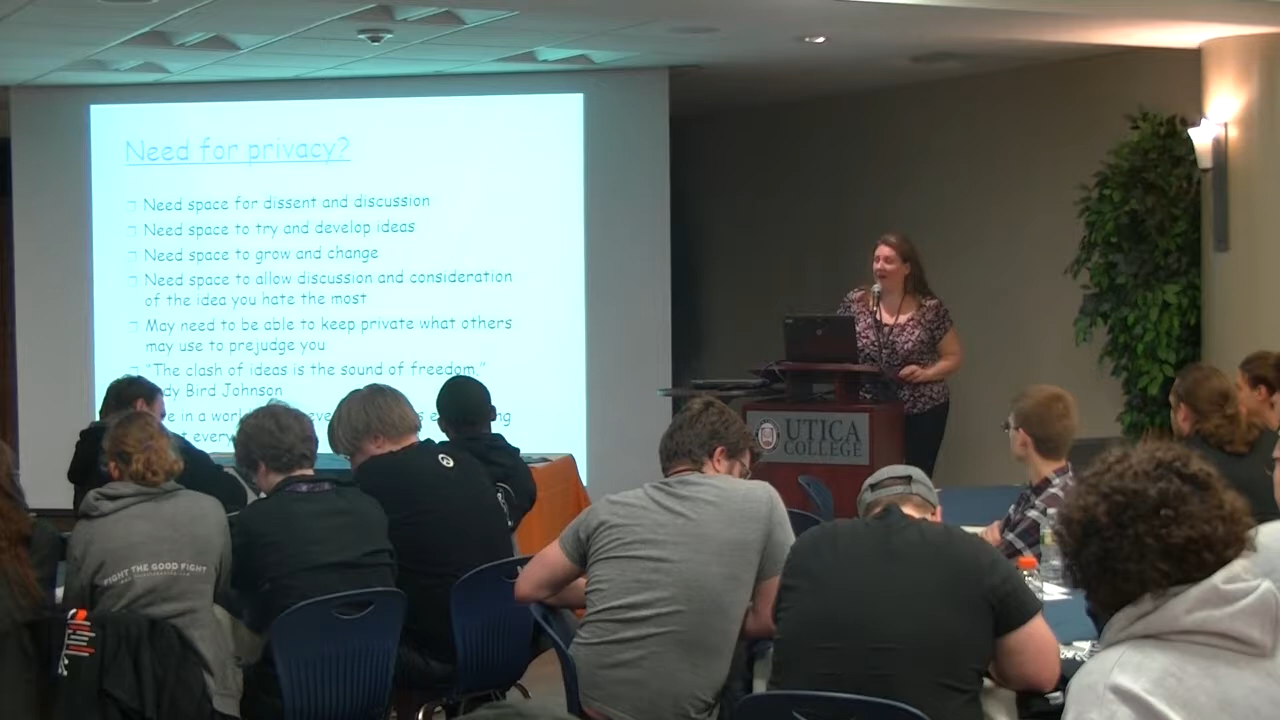 Need for privacy?
Need space for dissent and discussion
Need space to try and develop ideas
Need space to grow and change
Need space to allow discussion and consideration
of the idea you hate the most
May need to be able to keep private what others
may use to prejudge you
"The clash of ideas is the sound of freedom."
Bird Johnson
in a
UTICA
COLLEGE
FIGHT THE GOOD FIGHT